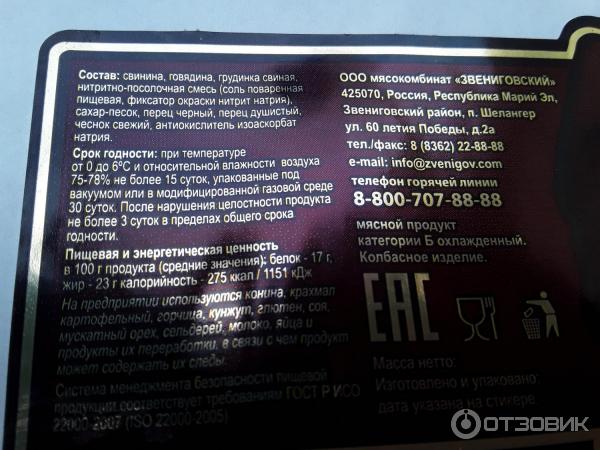 Состав: свинина, говядина, грудинка свиная,
нитритно-посолочная смесь (соль поваренная
пищевая, фиксатор окраски нитрит натрия),
сахар-песок, перец черный, перец душистый,
чеснок свежий, антиокислитель изоаскорбат
натрия.
Срок годности: при температуре
от 0 до 6ºС и относительной влажности воздуха
75-78% не более 15 суток, упакованные под
вакуумом или в модифицированной газовой среде
30 суток. После нарушения целостности продукта
не более 3 суток в пределах общего срока
годности.
Пищевая и энергетическая ценность
в 100 г продукта (средние значения): белок - 17 г,
жир - 23 г калорийность - 275 ккал / 1151 кДж
На предприятии используются конина, крахмал
картофельный, горчица, кунжут, глютен, соя,
мускатный орех, сельдерей, молоко, яйца и
продукты их переработки, в связи с чем продукт
может содержать их следы.
Система менеджмента безопасности пищевой
продукции соответствует требованиям ГОСТ Р ИСО
22000-2007 (ISO 22000-2005)
ООО мясокомбинат "ЗВЕНИГОВСКИЙ"
425070, Россия, Республика Марий Эл,
Звениговский район, п. Шелангер
ул. 60 летия Победы, д.2а
тел./факс: 8 (8362) 22-88-88
e-mail: info@zvenigov.com
телефон горячей линии
8-800-707-88-88
мясной продукт
категории Б охлажденный.
Колбасное изделие.
ЕАС
Масса нетто:
Изготовлено и упаковано:
дата указана на стикере
ОТЗОВИК